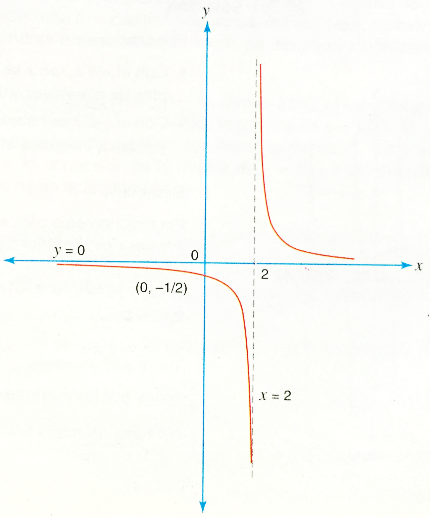 y
y = 0
0
x
2
(0, −1/2)
x = 2